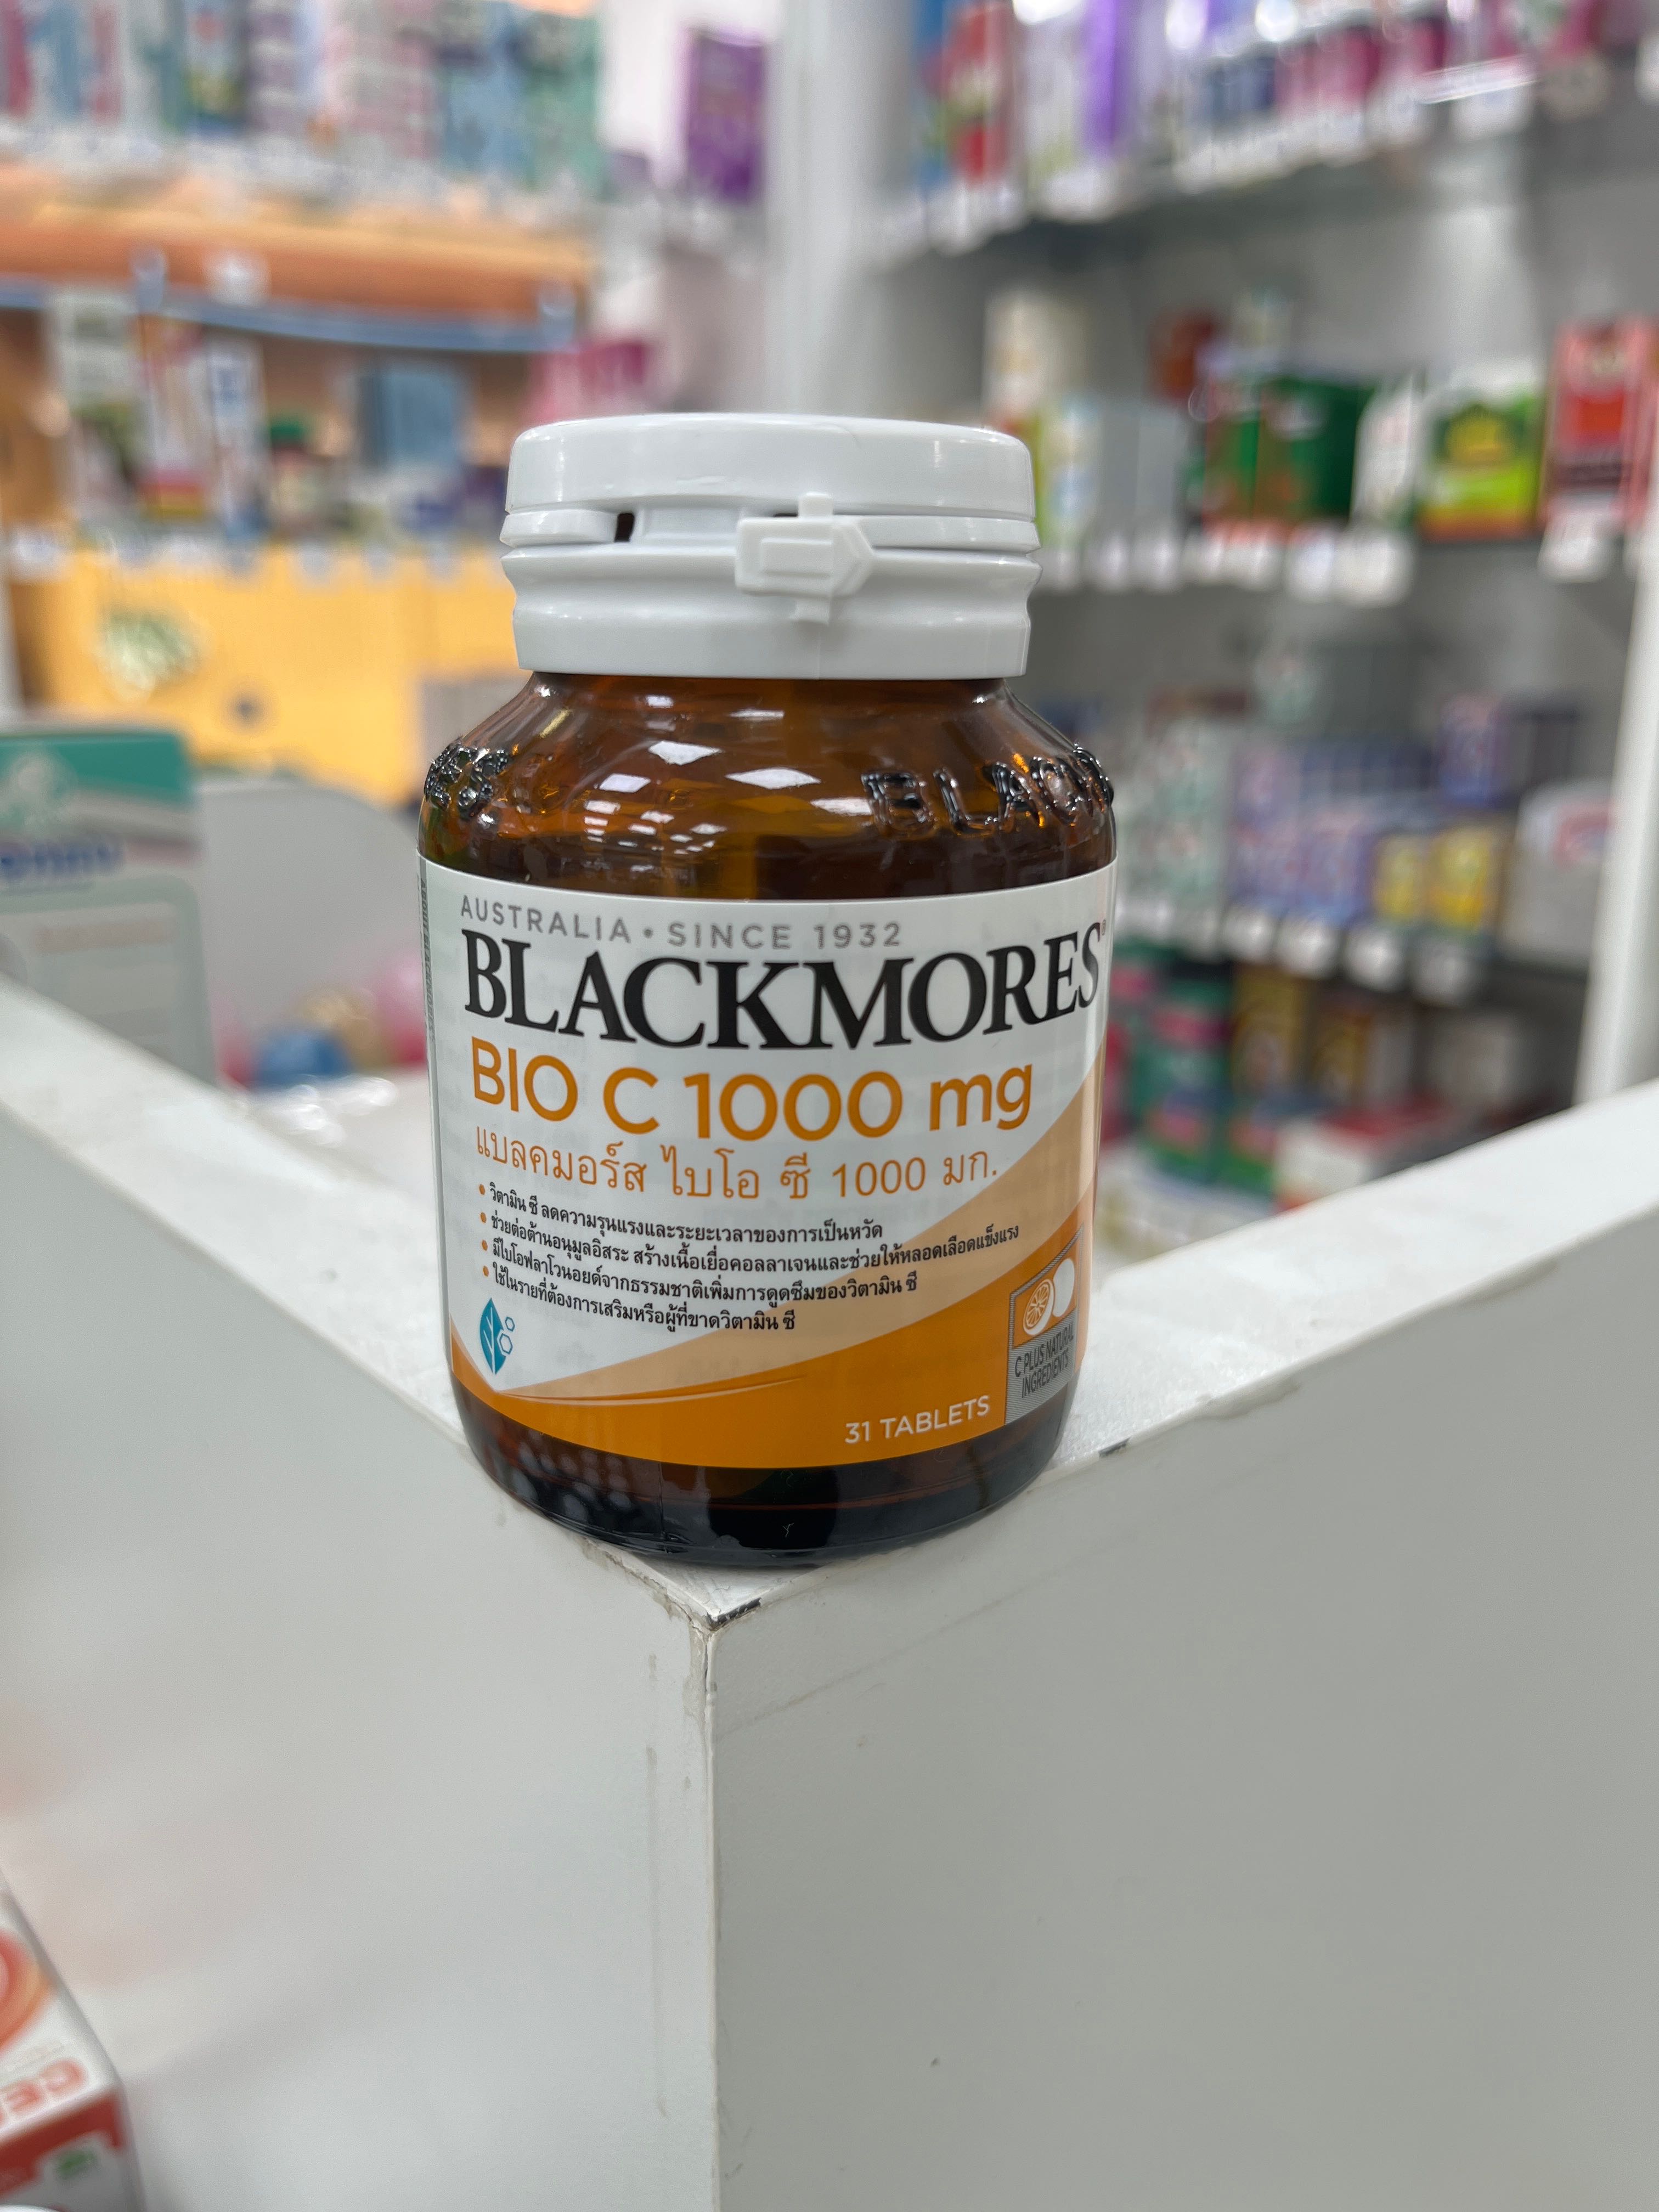 BLACK
AUSTRALIA • SINCE 1932
BLACKMORES®
BIO C 1000 mg
แบลคมอร์ส ไบโอ ซี 1000 มก.
• วิตามิน ซี ลดความรุนแรงและระยะเวลาของการเป็นหวัด
• ช่วยต่อต้านอนุมูลอิสระ สร้างเนื้อเยื่อคอลลาเจนและช่วยให้หลอดเลือดแข็งแรง
• มีไบโอฟลาโวนอยด์จากธรรมชาติเพิ่มการดูดซึมของวิตามิน ซี
• ใช้ในรายที่ต้องการเสริมหรือผู้ที่ขาดวิตามิน ซี
C PLUS NATURAL
INGREDIENTS
31 TABLETS